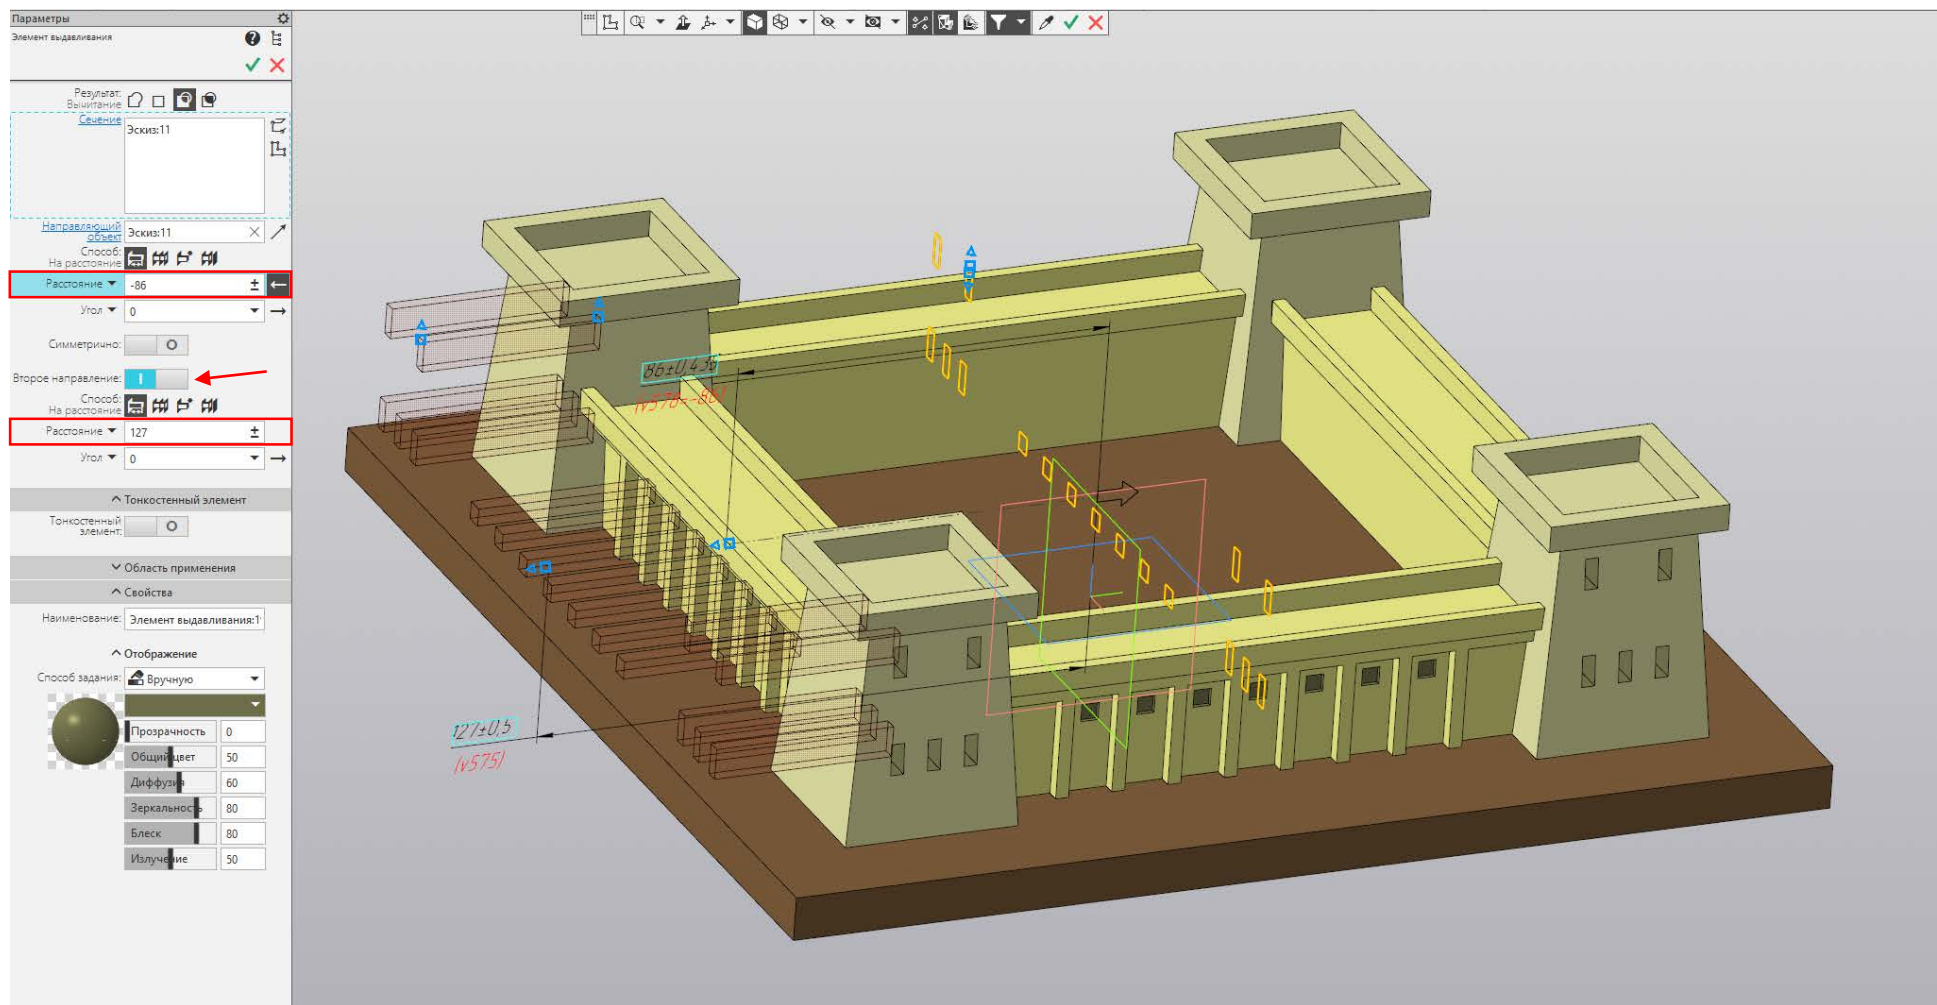 Параметры
Элемент выдавливания
Результат:
Вычитание
Сечение
Эскиз:11
Направляющий
объект
Эскиз:11
Способ:
На расстояние
Расстояние
-86
Угол
0
Симметрично:
Второе направление:
Способ:
На расстояние
Расстояние
127
Угол
0
Тонкостенный элемент
Тонкостенный
элемент:
Область применения
Свойства
Наименование:
Элемент выдавливания:1
Отображение
Способ задания:
Вручную
Прозрачность
0
Общий цвет
50
Диффузия
60
Зеркальность
80
Блеск
80
Излучение
50
86±0,435
(v576=-86)
127±0,5
(v575)